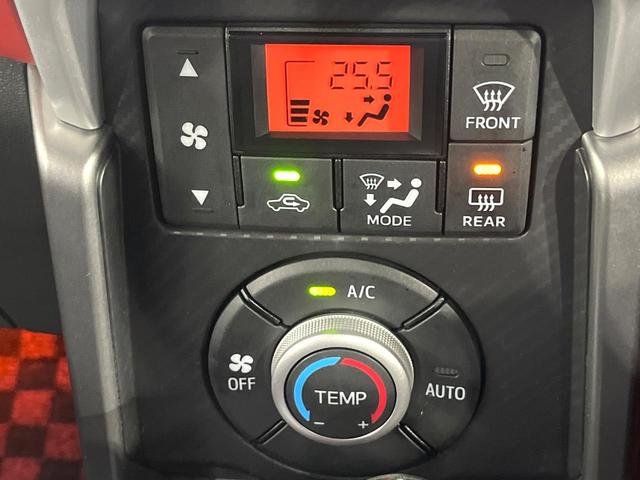 25.5
FRONT
MODE
REAR
A/C
OFF
AUTO
TEMP
- +